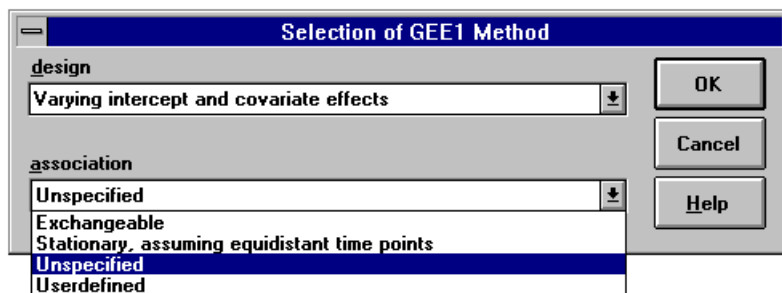 Selection of GEE1 Method
design
Varying intercept and covariate effects
OK
Cancel
association
Unspecified
Help
Exchangeable
Stationary, assuming equidistant time points
Unspecified
Userdefined